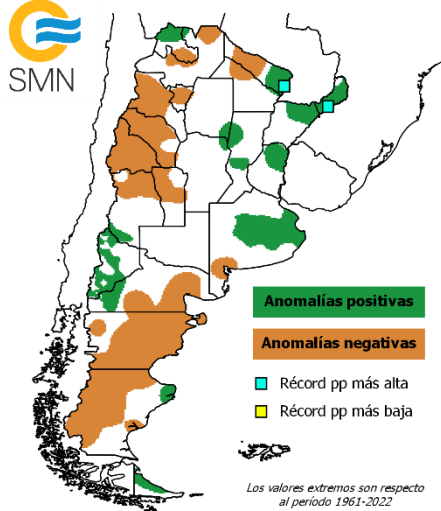 SMN
Anomalías positivas
Anomalías negativas
Récord pp más alta
Récord pp más baja
Los valores extremos son respecto
al período 1961-2022